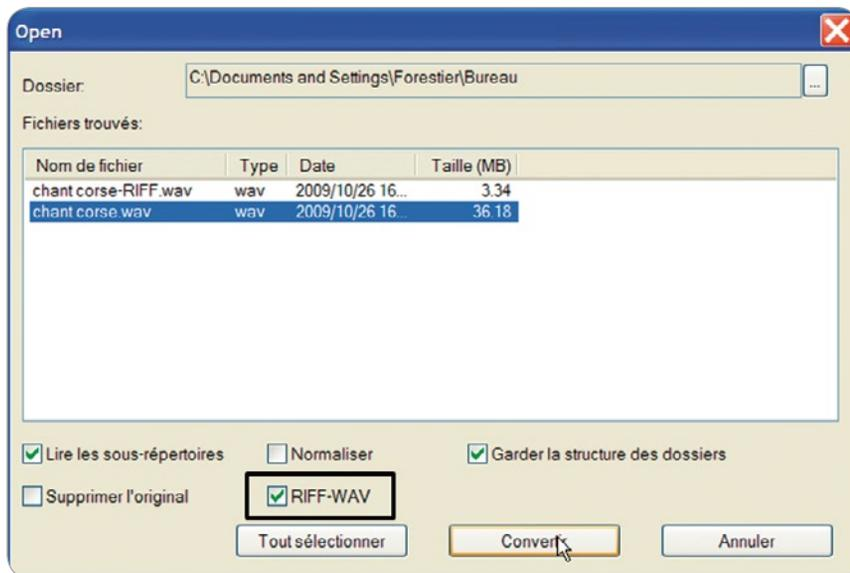 Open
Dossier: C:\Documents and Settings\Forestier\Bureau ...
Fichiers trouvés:
Nom de fichier Type Date Taille (MB)
chant corse-RIFF.wav wav 2009/10/26 16... 3.34
chant corse.wav wav 2009/10/26 16... 36.18
Lire les sous-répertoires Normaliser Garder la structure des dossiers
Supprimer l'original RIFF-WAV
Tout sélectionner Convertir Annuler